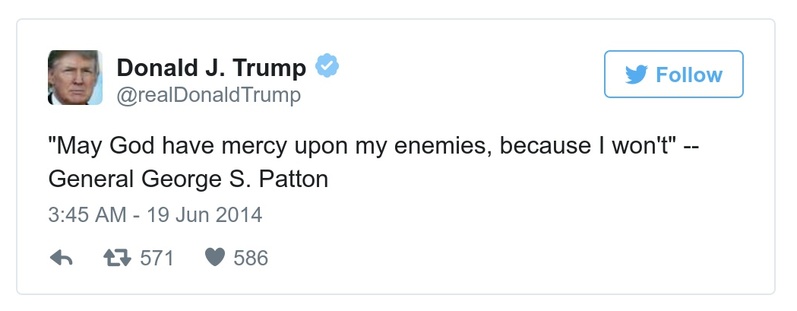 Donald J. Trump
@realDonaldTrump
Follow
"May God have mercy upon my enemies, because I won't" --
General George S. Patton
3:45 AM - 19 Jun 2014
571 586